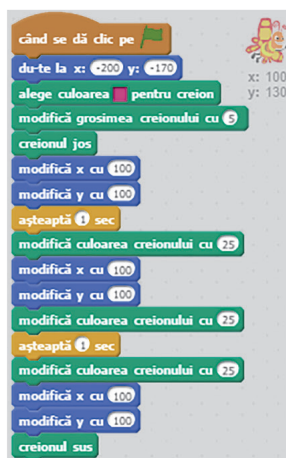 când se dă clic pe
du-te la x: -200 y: -170
x: 100
y: 130
alege culoarea pentru creion
modifică grosimea creionului cu 5
creionul jos
modifică x cu 100
modifică y cu 100
așteaptă 1 sec
modifică culoarea creionului cu 25
modifică x cu 100
modifică y cu 100
modifică culoarea creionului cu 25
așteaptă 1 sec
modifică culoarea creionului cu 25
modifică x cu 100
modifică y cu 100
creionul sus